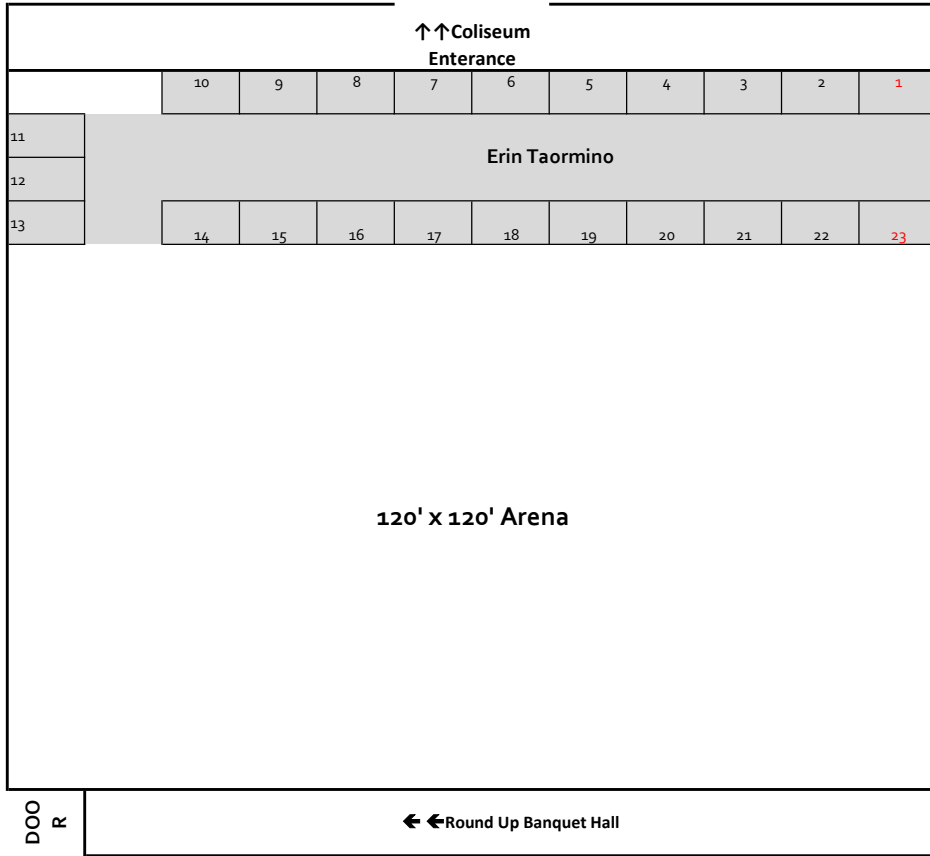 ↑↑Coliseum
Enterance
10 9 8 7 6 5 4 3 2 1
11
Erin Taormino
12
13
14 15 16 17 18 19 20 21 22 23
120' x 120' Arena
DOO
R
← ←Round Up Banquet Hall